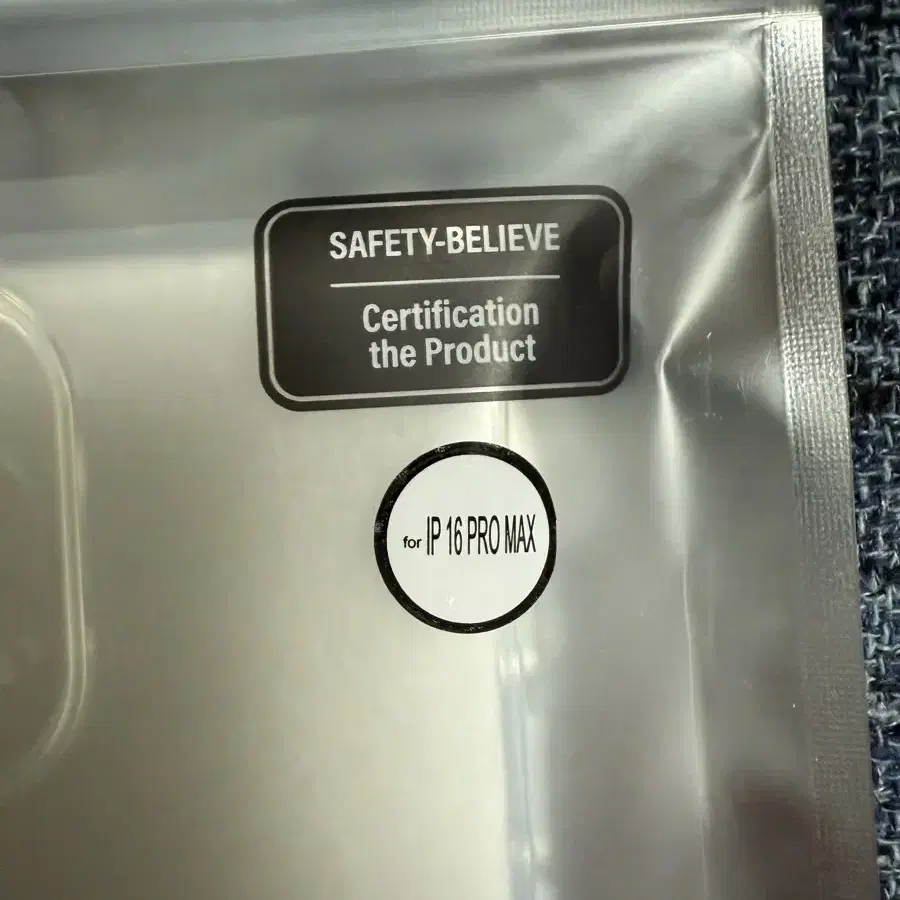 SAFETY-BELIEVE
Certification
the Product
for IP 16 PRO MAX